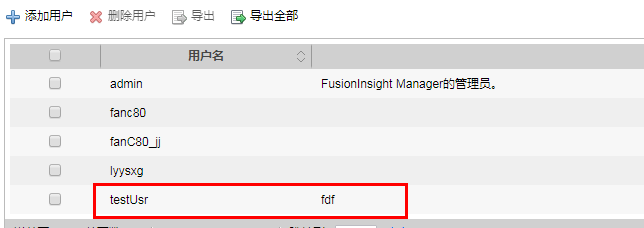 添加用户 删除用户 导出 导出全部
用户名
admin FusionInsight Manager的管理员。
fanc80
fanC80_jj
lyysxg
testUsr fdf